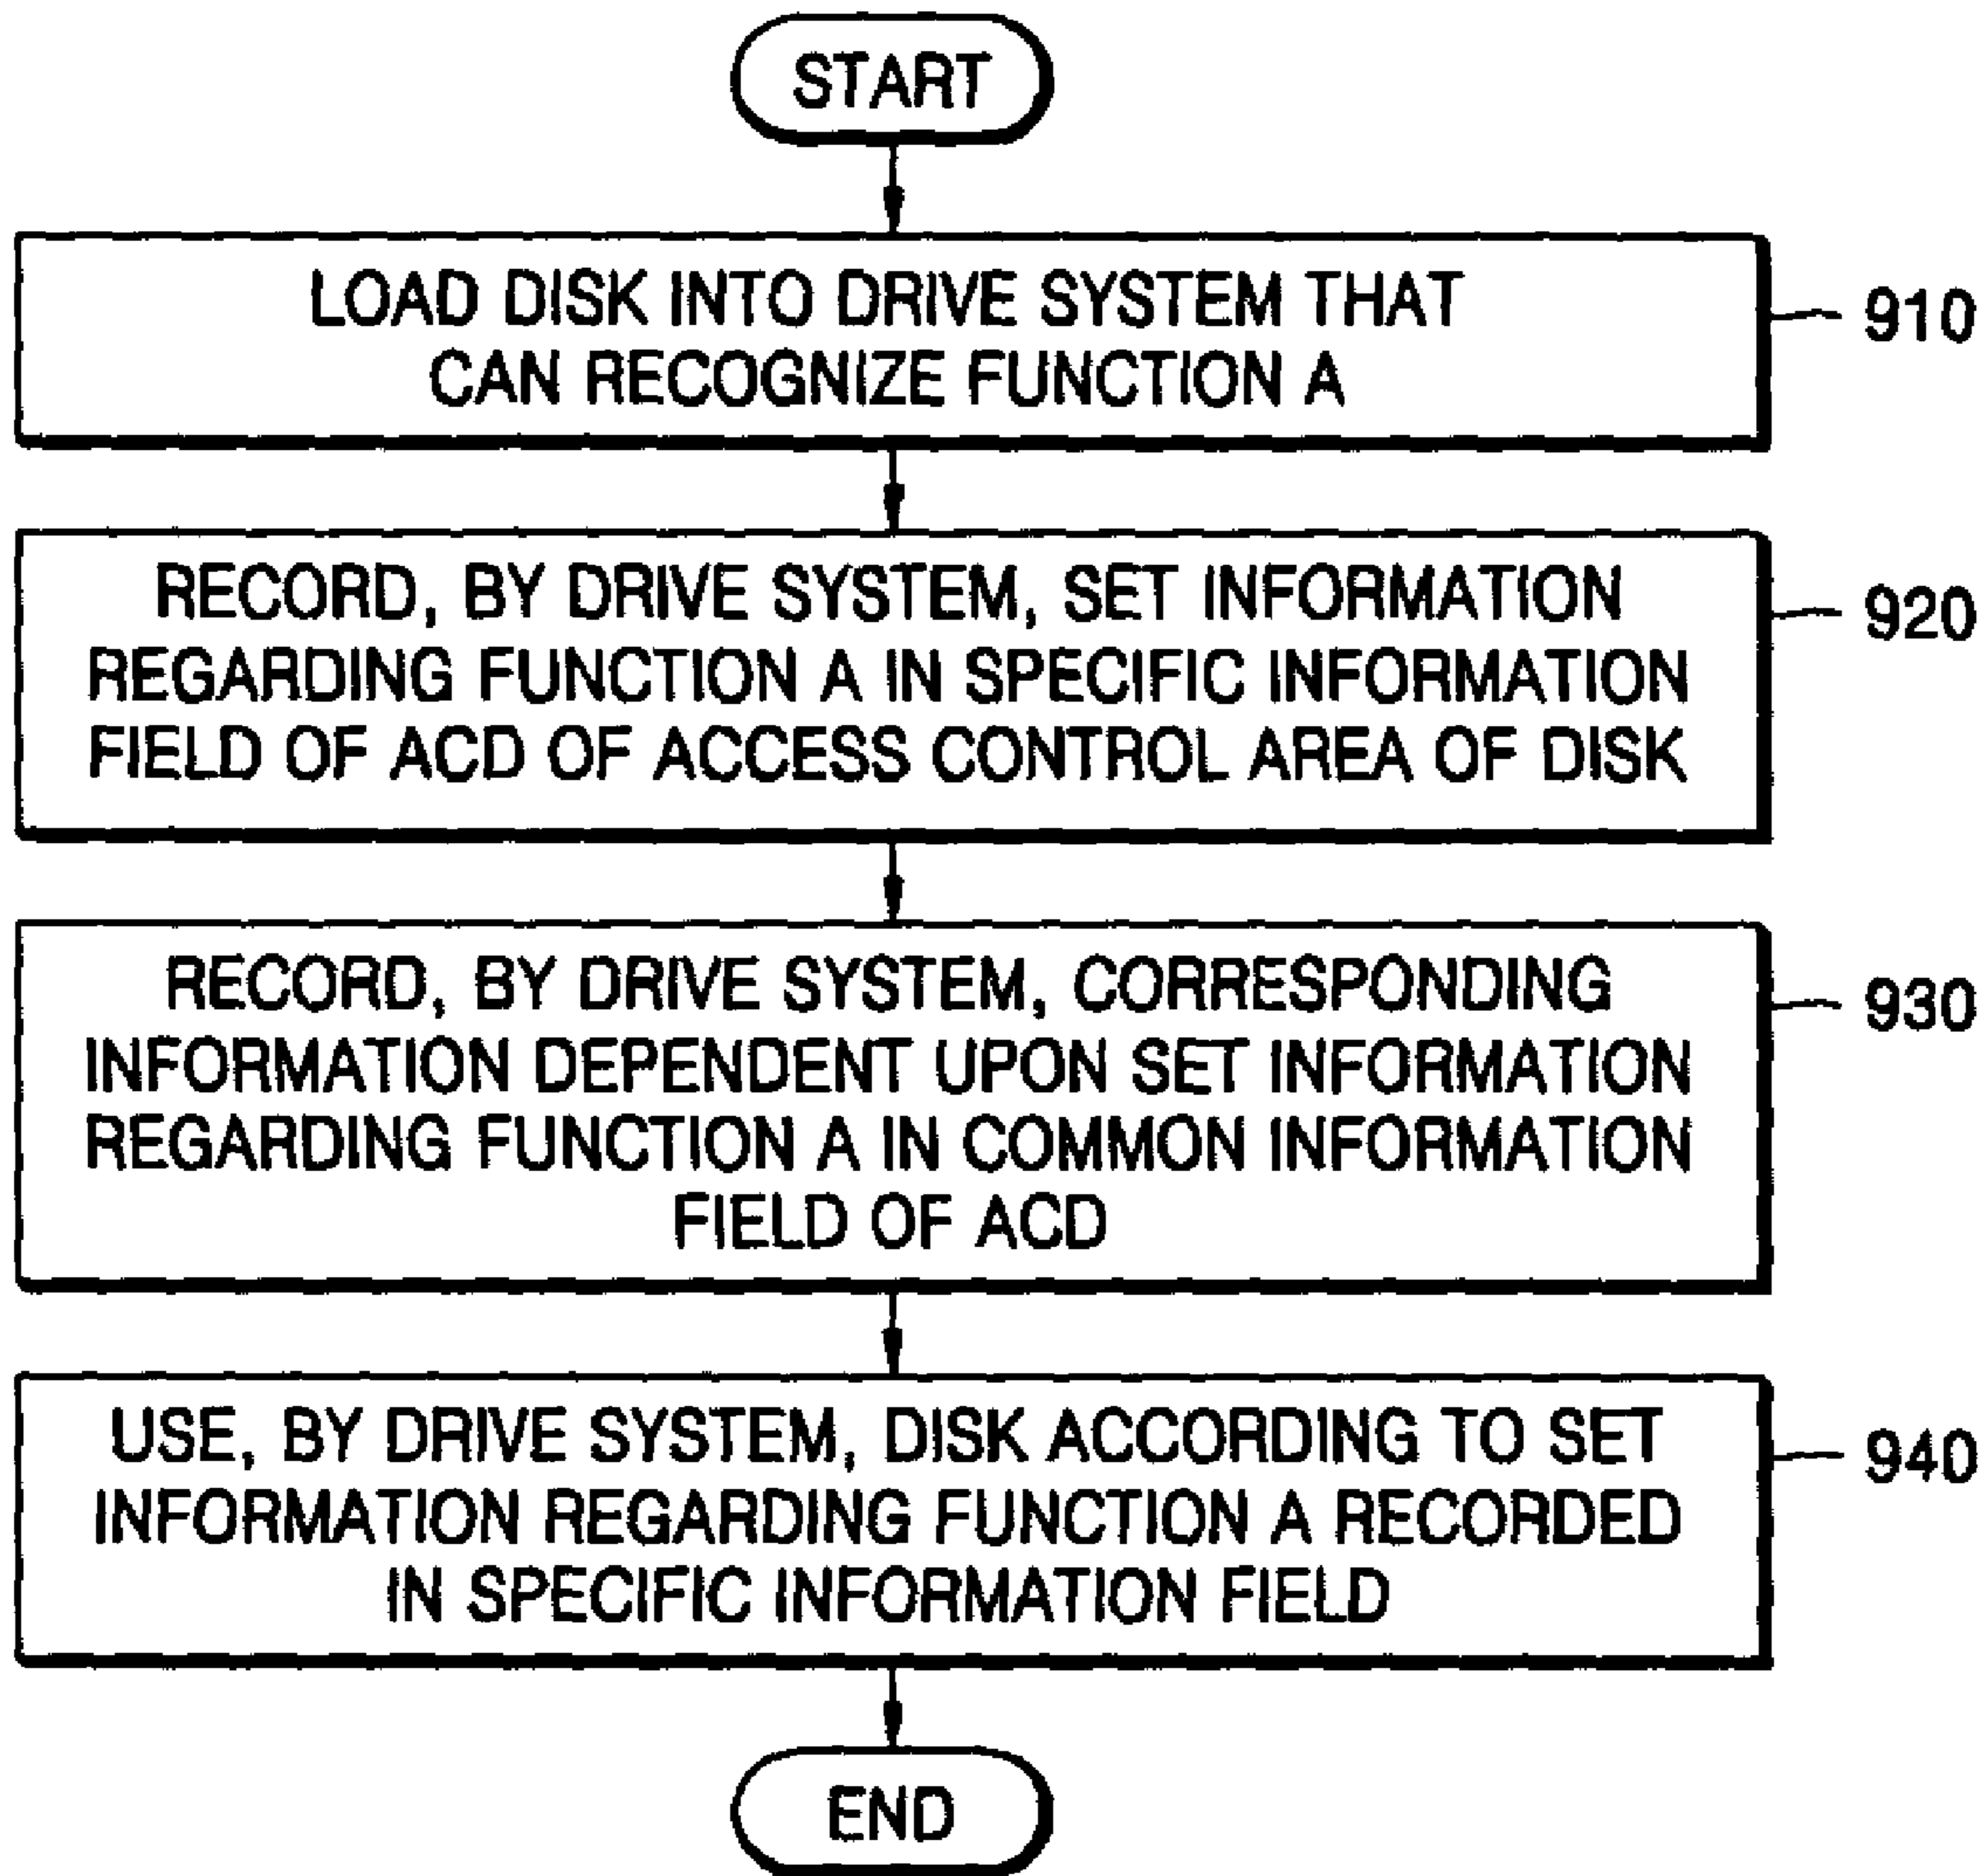 START
LOAD DISK INTO DRIVE SYSTEM THAT
CAN RECOGNIZE FUNCTION A
910
RECORD, BY DRIVE SYSTEM, SET INFORMATION
REGARDING FUNCTION A IN SPECIFIC INFORMATION
FIELD OF ACD OF ACCESS CONTROL AREA OF DISK
920
RECORD, BY DRIVE SYSTEM, CORRESPONDING
INFORMATION DEPENDENT UPON SET INFORMATION
REGARDING FUNCTION A IN COMMON INFORMATION
FIELD OF ACD
930
USE, BY DRIVE SYSTEM, DISK ACCORDING TO SET
INFORMATION REGARDING FUNCTION A RECORDED
IN SPECIFIC INFORMATION FIELD
940
END